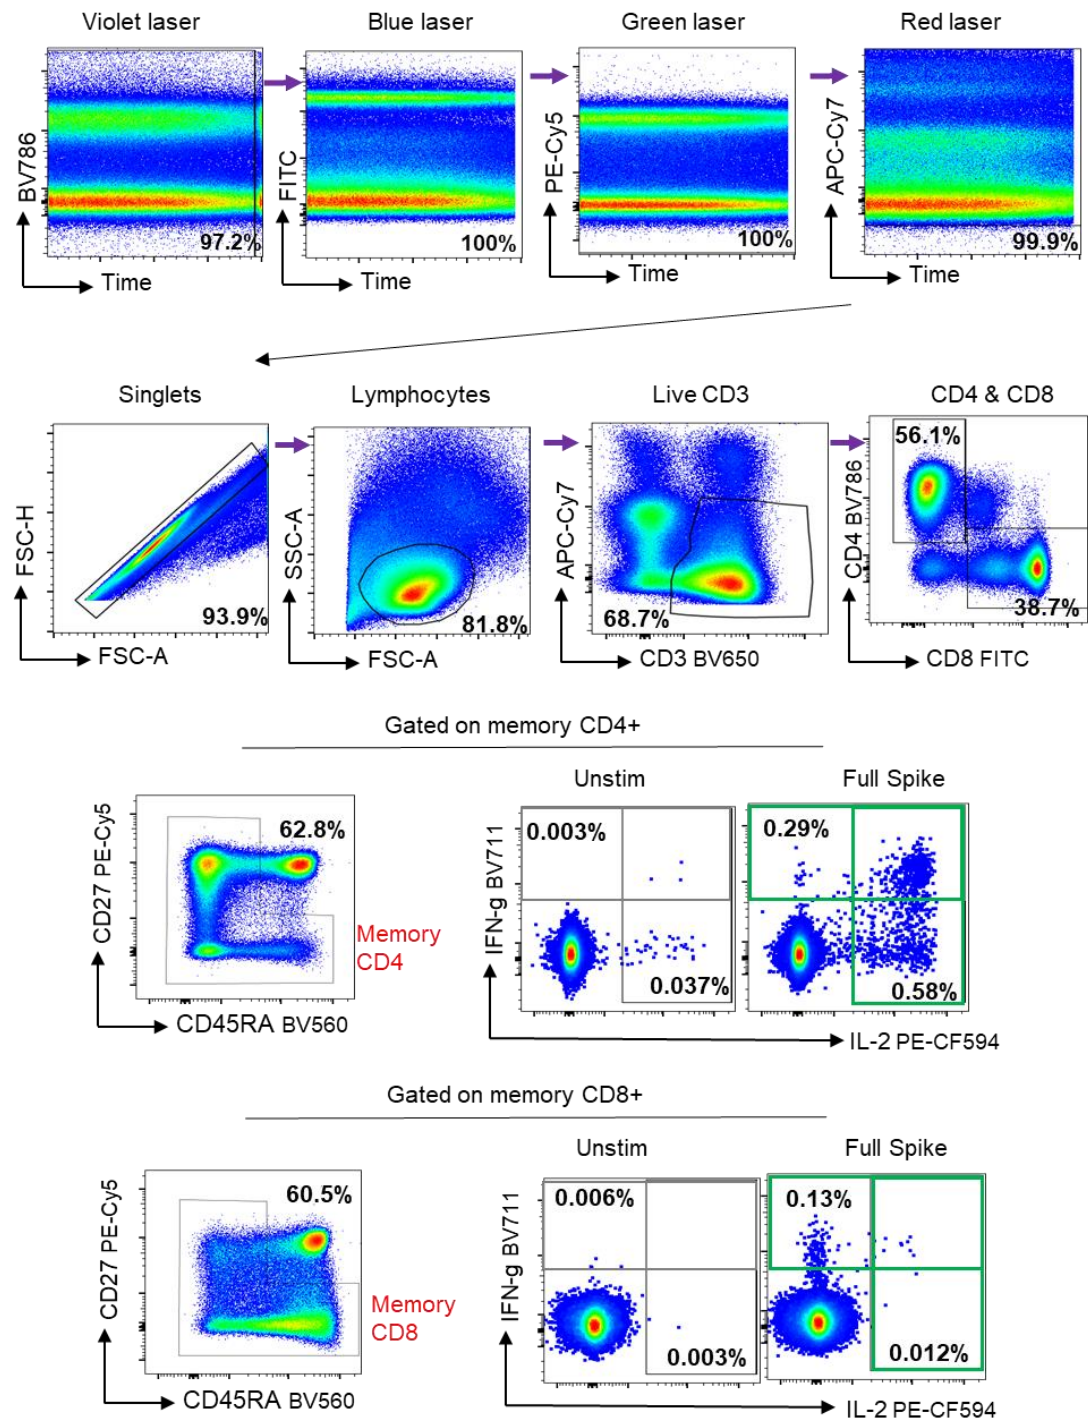 Violet laser
Blue laser
Green laser
Red laser
BV786
97.2%
Time
FITC
100%
Time
PE-Cy5
100%
Time
APC-Cy7
99.9%
Time
Singlets
Lymphocytes
Live CD3
CD4 & CD8
FSC-H
93.9%
FSC-A
SSC-A
81.8%
FSC-A
APC-Cy7
68.7%
CD3 BV650
CD4 BV786
56.1%
38.7%
CD8 FITC
Gated on memory CD4+
CD27 PE-Cy5
62.8%
Memory
CD4
CD45RA BV560
Unstim
Full Spike
IFN-g BV711
0.003%
0.037%
0.29%
0.58%
IL-2 PE-CF594
Gated on memory CD8+
CD27 PE-Cy5
60.5%
Memory
CD8
CD45RA BV560
Unstim
Full Spike
IFN-g BV711
0.006%
0.003%
0.13%
0.012%
IL-2 PE-CF594